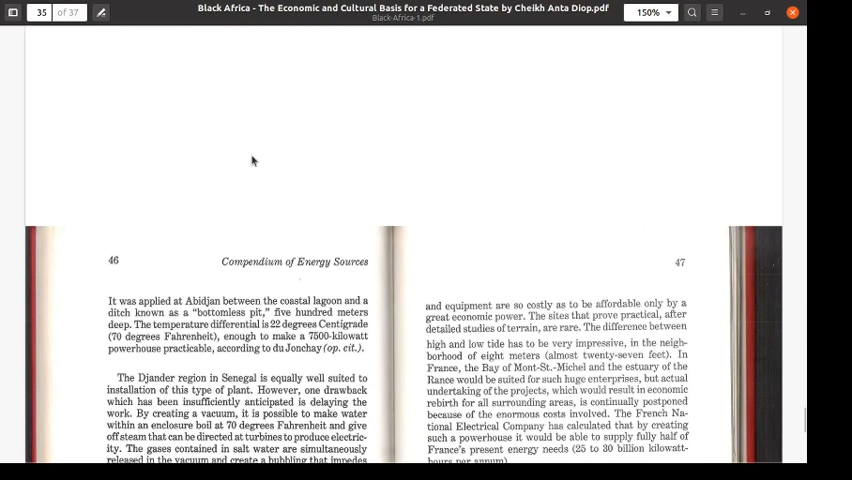 35
of 37
Black Africa - The Economic and Cultural Basis for a Federated State by Cheikh Anta Diop.pdf
Black-Africa-1.pdf
150%
46
Compendium of Energy Sources
It was applied at Abidjan between the coastal lagoon and a
ditch known as a "bottomless pit," five hundred meters
deep. The temperature differential is 22 degrees Centigrade
(70 degrees Fahrenheit), enough to make a 7500-kilowatt
powerhouse practicable, according to du Jonchay (op. cit.).
The Djander region in Senegal is equally well suited to
installation of this type of plant. However, one drawback
which has been insufficiently anticipated is delaying the
work. By creating a vacuum, it is possible to make water
within an enclosure boil at 70 degrees Fahrenheit and give
off steam that can be directed at turbines to produce electric-
ity. The gases contained in salt water are simultaneously
released in the vacuum and create a bubbling that impedes
47
and equipment are so costly as to be affordable only by a
great economic power. The sites that prove practical, after
detailed studies of terrain, are rare. The difference between
high and low tide has to be very impressive, in the neigh-
borhood of eight meters (almost twenty-seven feet). In
France, the Bay of Mont-St.-Michel and the estuary of the
Rance would be suited for such huge enterprises, but actual
undertaking of the projects, which would result in economic
rebirth for all surrounding areas, is continually postponed
because of the enormous costs involved. The French Na-
tional Electrical Company has calculated that by creating
such a powerhouse it would be able to supply fully half of
France's present energy needs (25 to 30 billion kilowatt-
hours per annum)